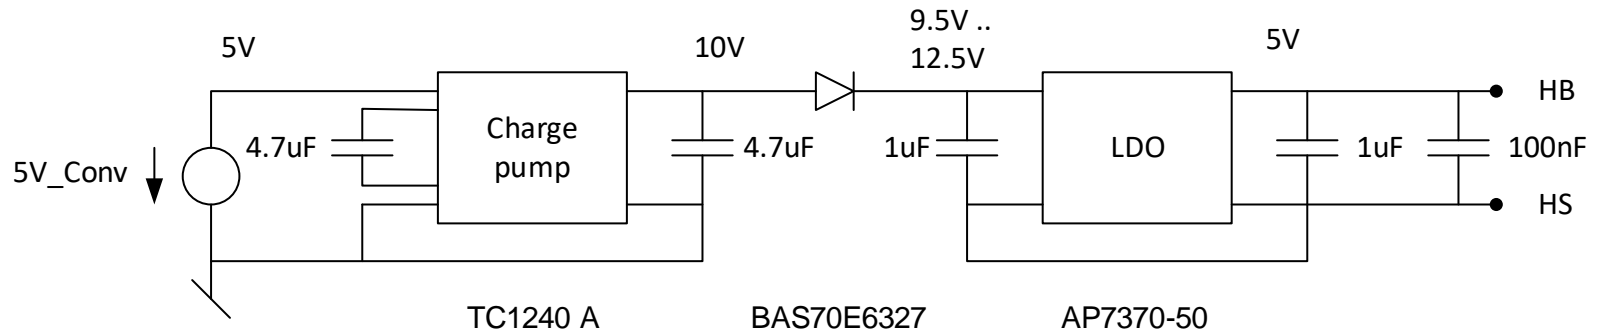 9.5V ..
12.5V
5V
10V
5V
HB
Charge
pump
LDO
4.7uF
4.7uF
1uF
1uF
100nF
5V_Conv
HS
TC1240 A
BAS70E6327
AP7370-50